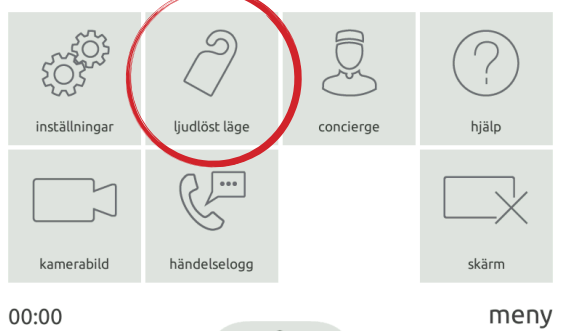 inställningar ljudlöst läge concierge hjälp
kamerabild händelselogg skärm
00:00 meny